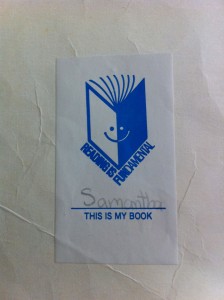 READING IS
FUNDAMENTAL
Samantha
THIS IS MY BOOK